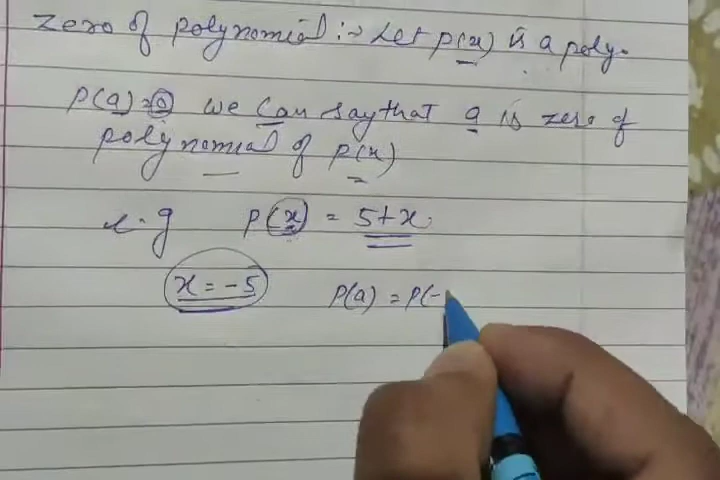 Zero of polynomial :~ Let p(x) is a poly.
p(a)=0 we can say that a is zero of
polynomial of p(x)
e.g p(x) = 5+x.
x = -5 p(a) = p(-